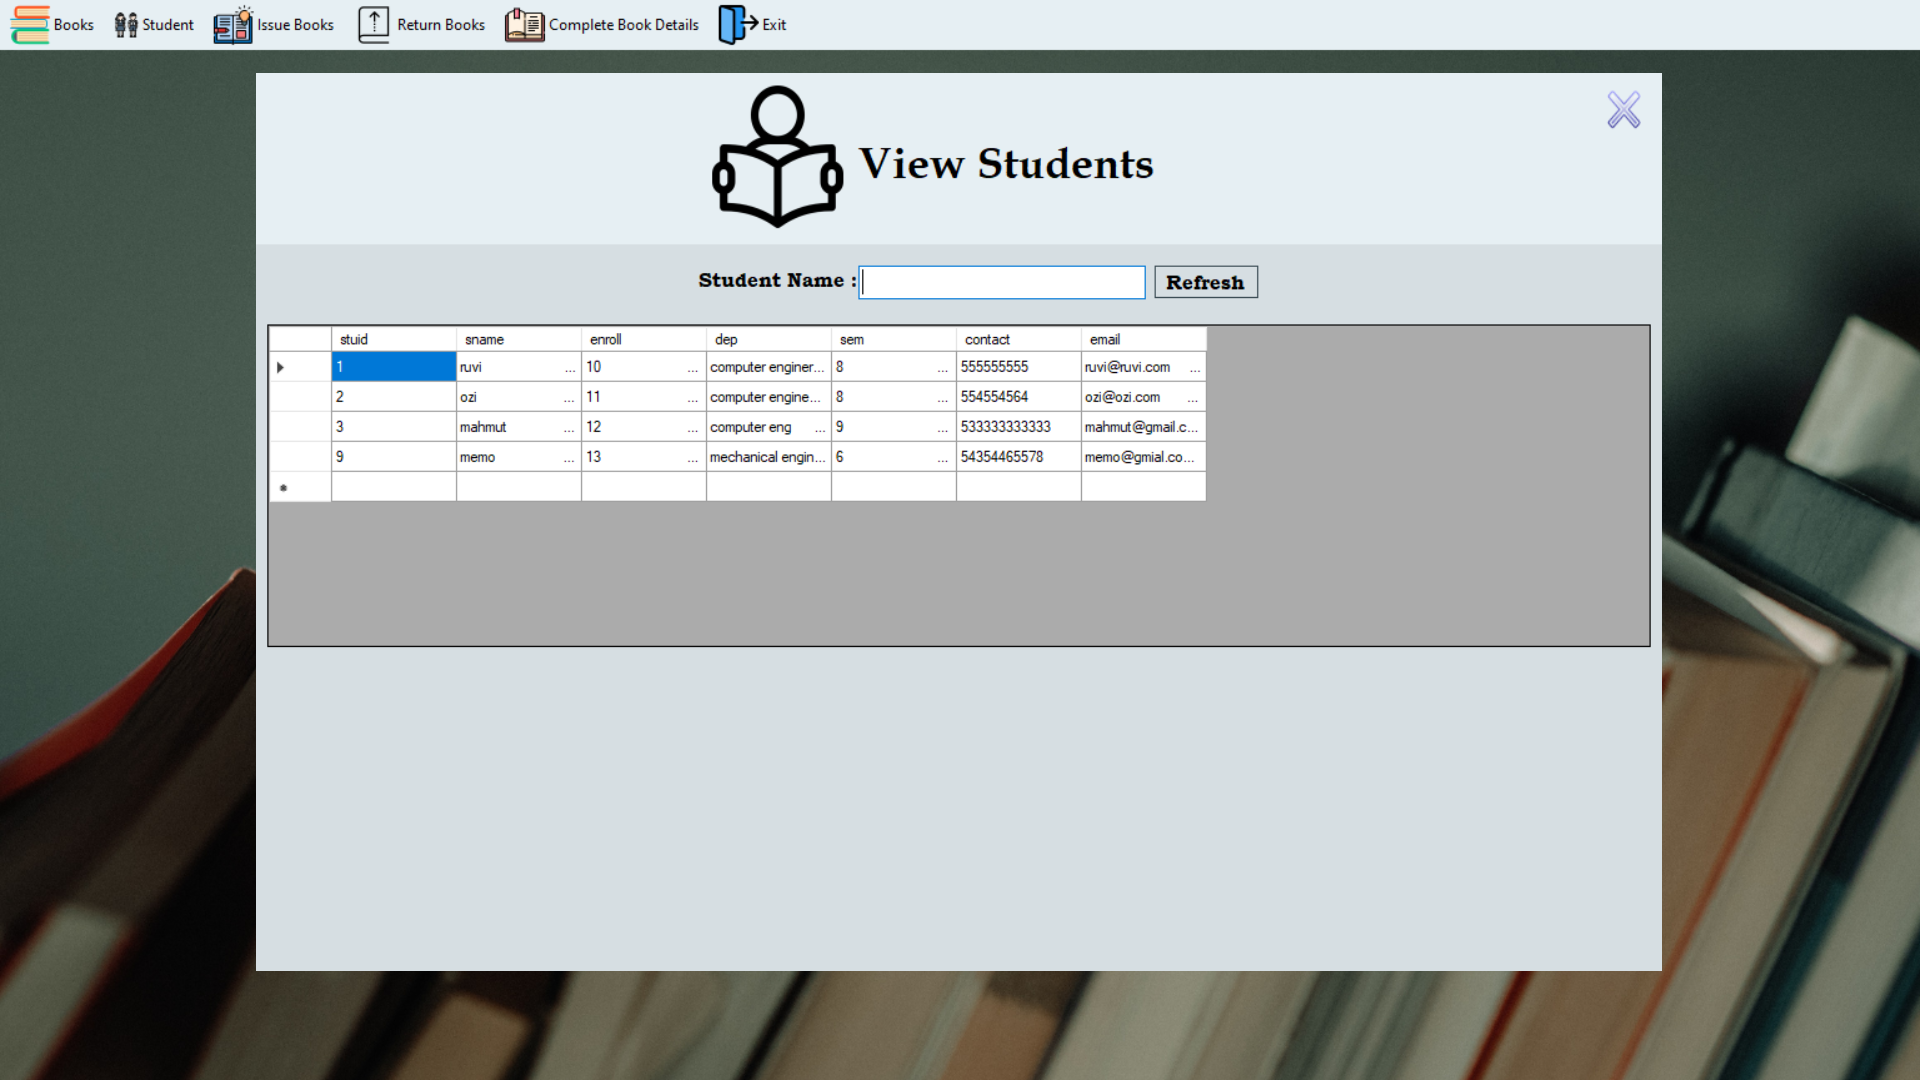 Books Student Issue Books Return Books Complete Book Details Exit
View Students
Student Name : Refresh
stuid sname enroll dep sem contact email
1 ruvi ... 10 ... computer enginer... 8 ... 555555555 ruvi@ruvi.com ...
2 ozi ... 11 ... computer engine... 8 ... 554554564 ozi@ozi.com ...
3 mahmut ... 12 ... computer eng ... 9 ... 533333333333 mahmut@gmail.c...
9 memo ... 13 ... mechanical engin... 6 ... 54354465578 memo@gmial.co...